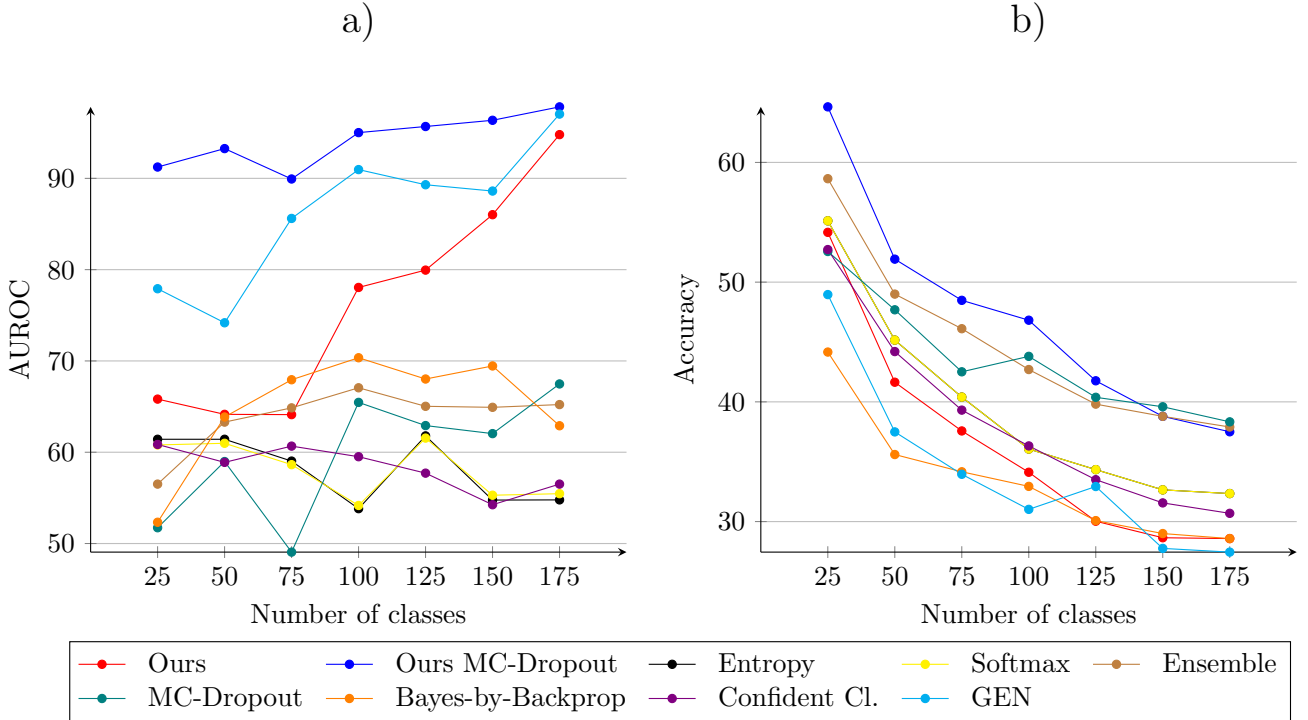 a)
b)
90
80
70
60
50
AUROC
25 50 75 100 125 150 175
Number of classes
60
50
40
30
Accuracy
25 50 75 100 125 150 175
Number of classes
Ours Ours MC-Dropout Entropy Softmax Ensemble
MC-Dropout Bayes-by-Backprop Confident Cl. GEN